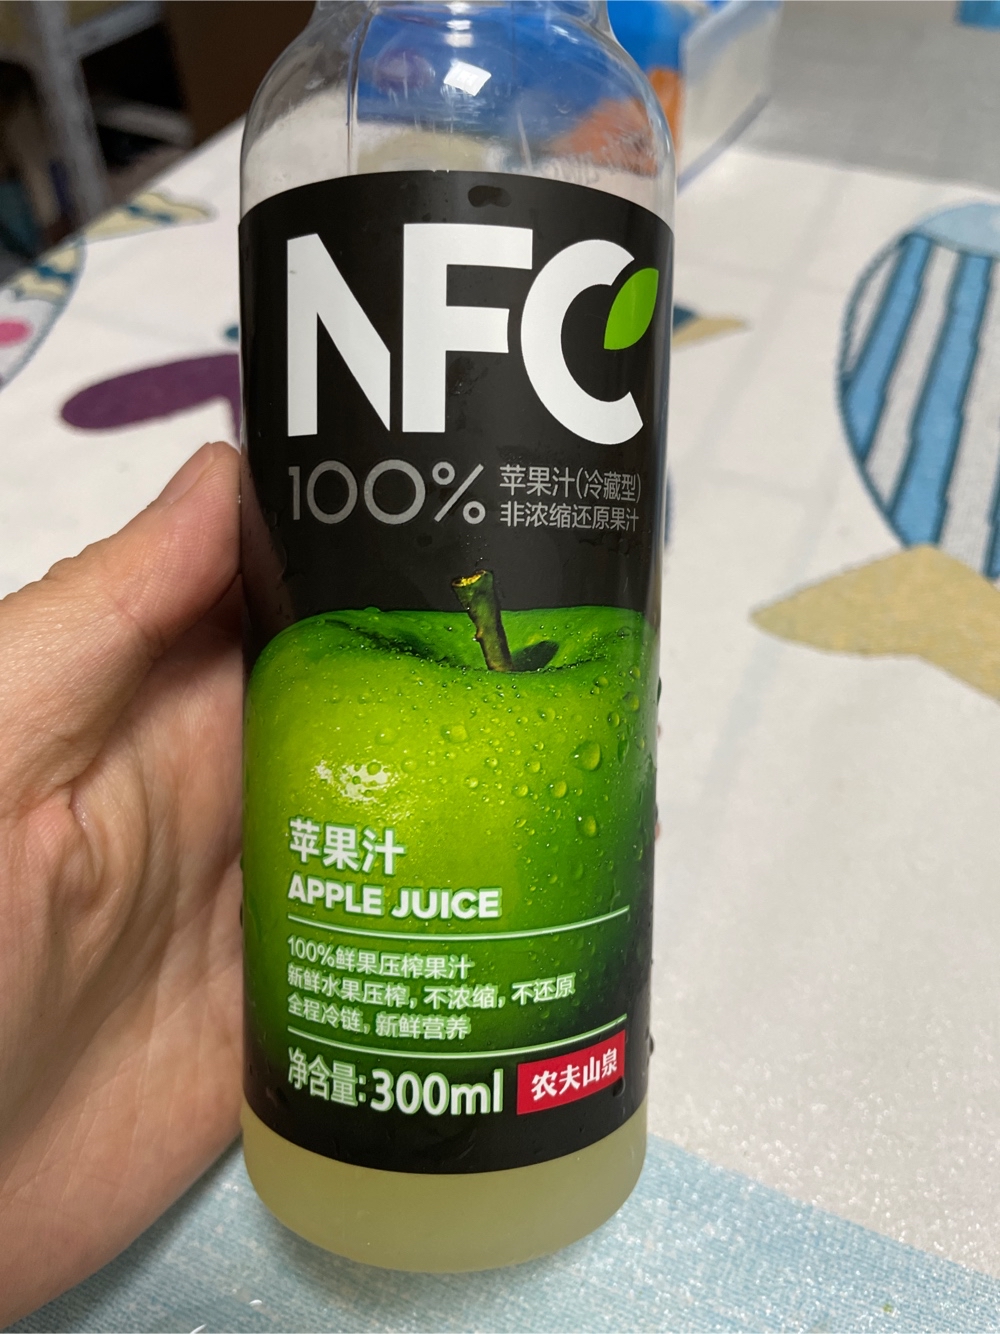 NFC
100% 苹果汁(冷藏型)
非浓缩还原果汁
苹果汁
APPLE JUICE
100%鲜果压榨果汁
新鲜水果压榨,不浓缩,不还原
全程冷链,新鲜营养
净含量:300ml 农夫山泉